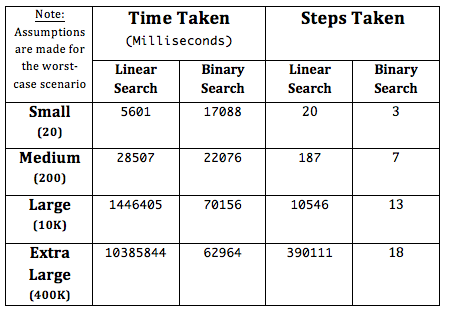 Note:
Assumptions
are made for
the worst-
case scenario
Time Taken
(Milliseconds)
Steps Taken
Linear
Search
Binary
Search
Linear
Search
Binary
Search
Small
(20)
5601
17088
20
3
Medium
(200)
28507
22076
187
7
Large
(10K)
1446405
70156
10546
13
Extra
Large
(400K)
10385844
62964
390111
18